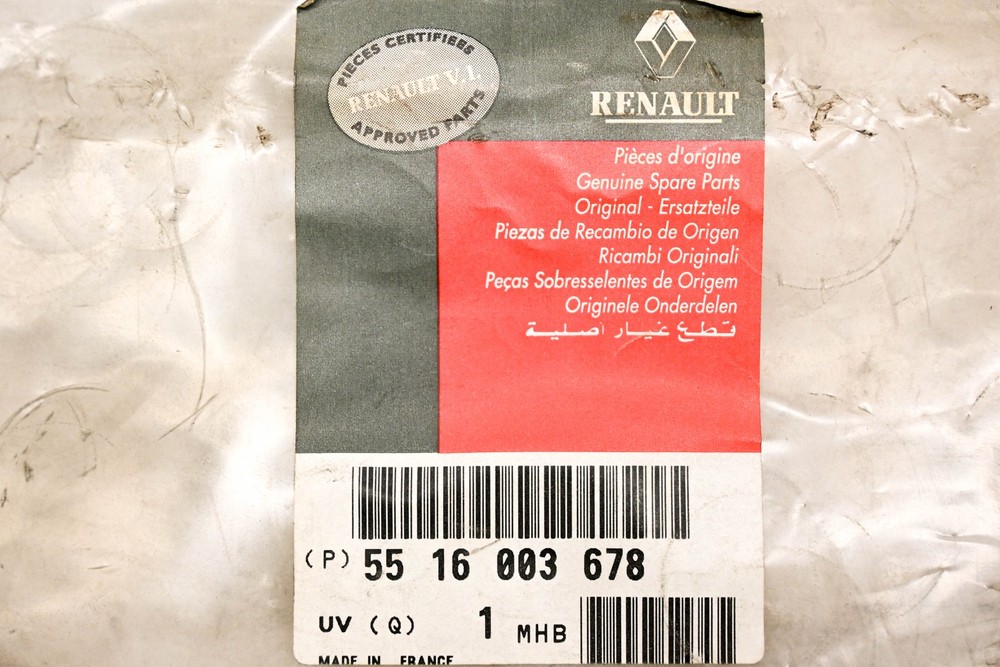 PIECES CERTIFIEES
RENAULT V.I.
APPROVED PARTS
RENAULT
Pièces d'origine
Genuine Spare Parts
Original - Ersatzteile
Piezas de Recambio de Origen
Ricambi Originali
Peças Sobresselentes de Origem
Originele Onderdelen
قطع غيار اصلية
(P) 55 16 003 678
UV (Q) 1 MHB
MADE IN FRANCE